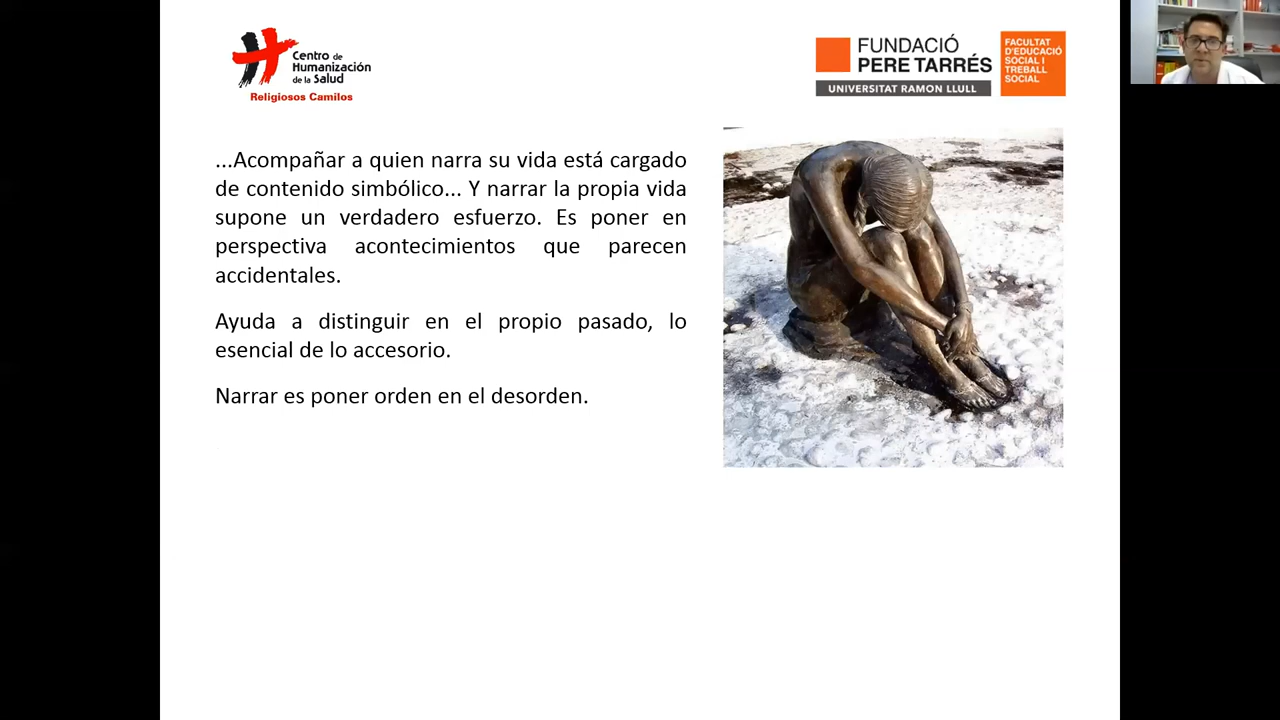 Centro de
Humanización
de la Salud
Religiosos Camilos
FUNDACIÓ
PERE TARRÉS
UNIVERSITAT RAMON LLULL
FACULTAT
D'EDUCACIÓ
SOCIAL I
TREBALL
SOCIAL
...Acompañar a quien narra su vida está cargado
de contenido simbólico... Y narrar la propia vida
supone un verdadero esfuerzo. Es poner en
perspectiva acontecimientos que parecen
accidentales.
Ayuda a distinguir en el propio pasado, lo
esencial de lo accesorio.
Narrar es poner orden en el desorden.